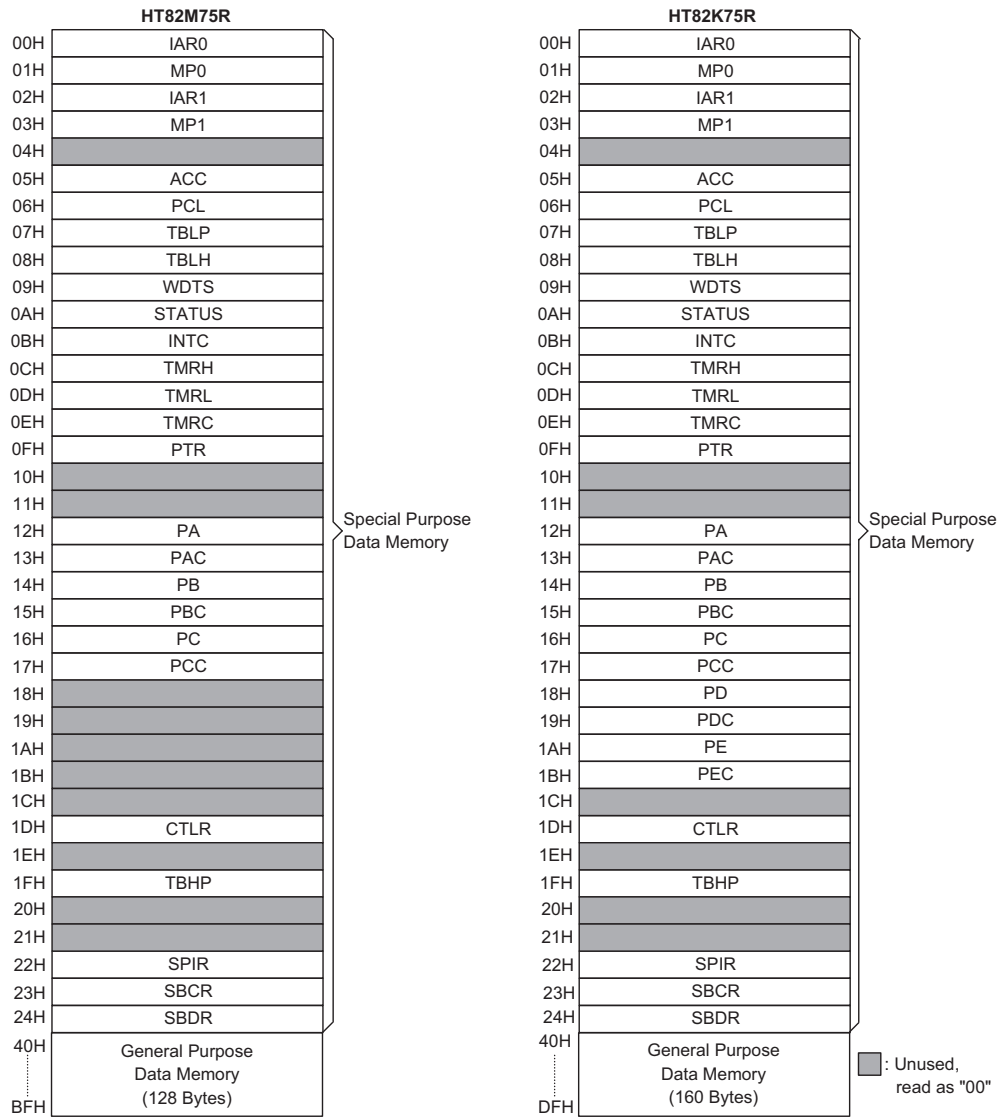 HT82M75R
00H IAR0
01H MP0
02H IAR1
03H MP1
04H
05H ACC
06H PCL
07H TBLP
08H TBLH
09H WDTS
0AH STATUS
0BH INTC
0CH TMRH
0DH TMRL
0EH TMRC
0FH PTR
10H
11H
12H PA
13H PAC
14H PB
15H PBC
16H PC
17H PCC
18H
19H
1AH
1BH
1CH
1DH CTLR
1EH
1FH TBHP
20H
21H
22H SPIR
23H SBCR
24H SBDR
40H
General Purpose
Data Memory
(128 Bytes)
BFH
Special Purpose
Data Memory
HT82K75R
00H IAR0
01H MP0
02H IAR1
03H MP1
04H
05H ACC
06H PCL
07H TBLP
08H TBLH
09H WDTS
0AH STATUS
0BH INTC
0CH TMRH
0DH TMRL
0EH TMRC
0FH PTR
10H
11H
12H PA
13H PAC
14H PB
15H PBC
16H PC
17H PCC
18H PD
19H PDC
1AH PE
1BH PEC
1CH
1DH CTLR
1EH
1FH TBHP
20H
21H
22H SPIR
23H SBCR
24H SBDR
40H
General Purpose
Data Memory
(160 Bytes)
DFH
Special Purpose
Data Memory
: Unused,
read as "00"